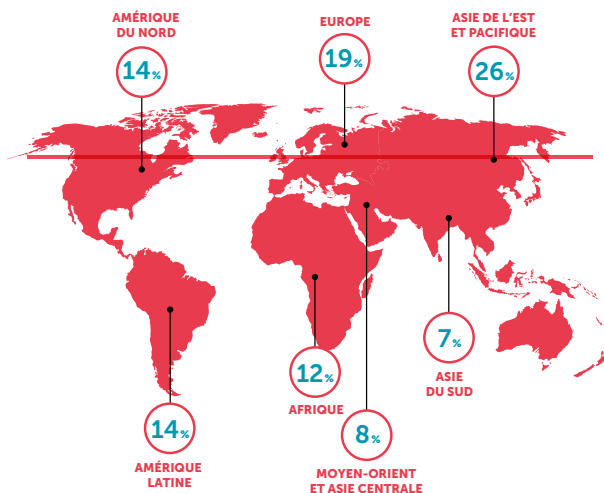 AMÉRIQUE
DU NORD
14%
EUROPE
19%
ASIE DE L'EST
ET PACIFIQUE
26%
14%
AMÉRIQUE
LATINE
12%
AFRIQUE
8%
MOYEN-ORIENT
ET ASIE CENTRALE
7%
ASIE
DU SUD